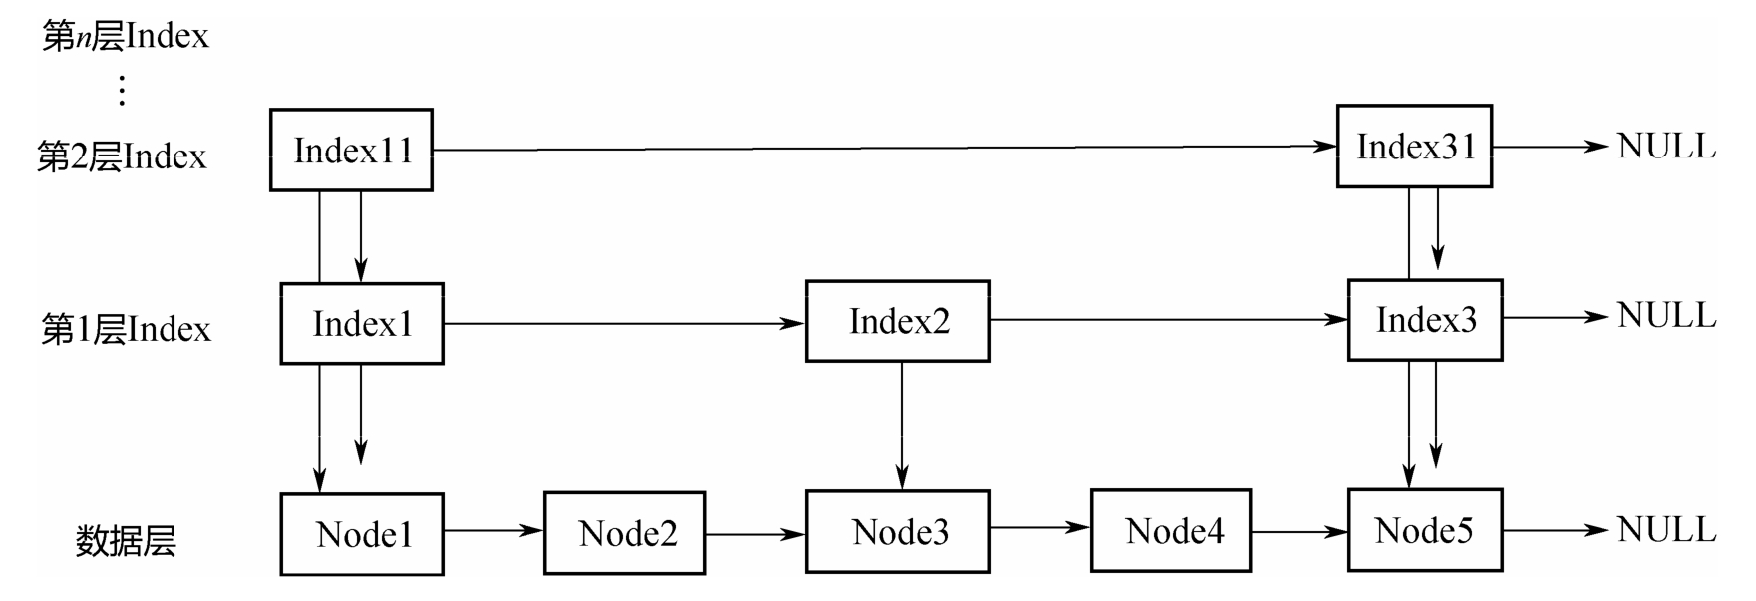 第n层Index
⋮
第2层Index Index11 Index31 NULL
第1层Index Index1 Index2 Index3 NULL
数据层 Node1 Node2 Node3 Node4 Node5 NULL